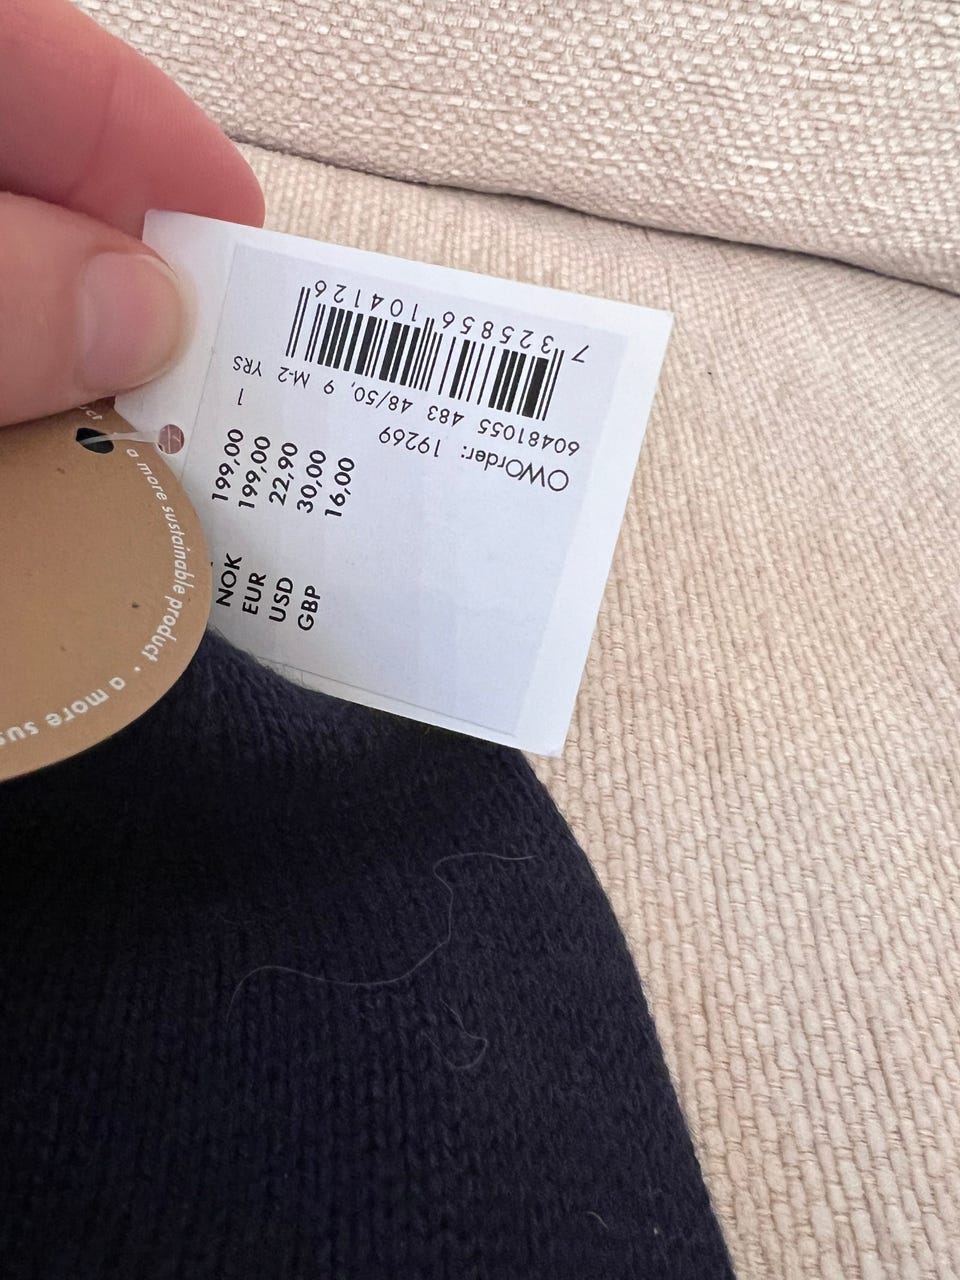 199,00
NOK 199,00
EUR 22,90
USD 30,00
GBP 16,00
1
OWOrder: 19269
60481055 483 48/50, 9 M-2 YRS
7 325856 104126
a more sustainable product • a more sus